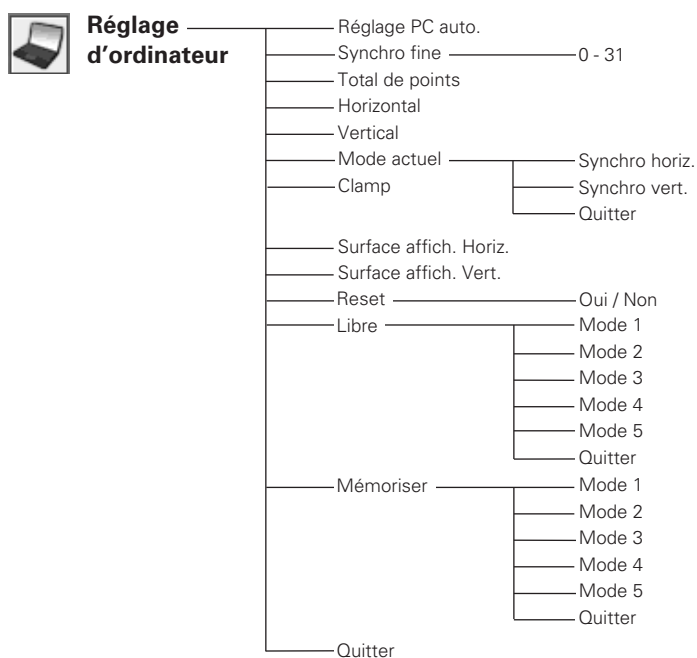 Réglage
d'ordinateur
Réglage PC auto.
Synchro fine 0 - 31
Total de points
Horizontal
Vertical
Mode actuel Synchro horiz.
Clamp Synchro vert.
Quitter
Surface affich. Horiz.
Surface affich. Vert.
Reset Oui / Non
Libre Mode 1
Mode 2
Mode 3
Mode 4
Mode 5
Quitter
Mémoriser Mode 1
Mode 2
Mode 3
Mode 4
Mode 5
Quitter
Quitter